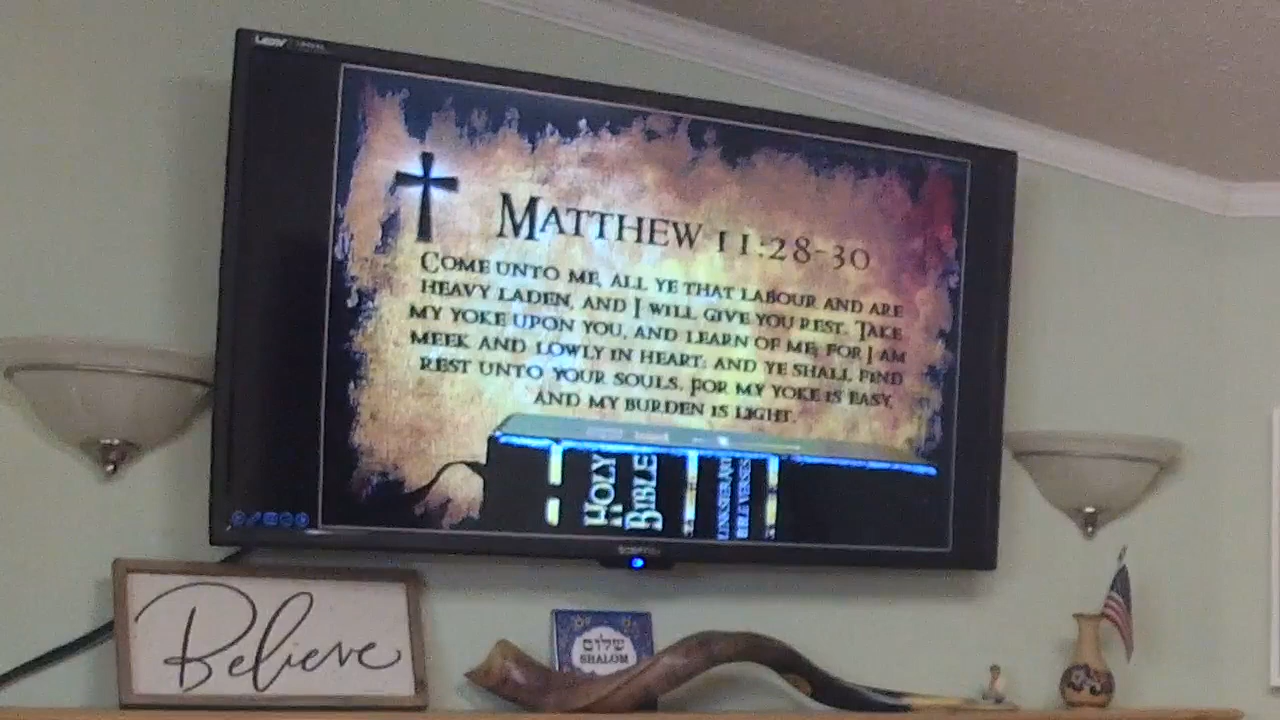 MATTHEW 11:28-30
COME UNTO ME, ALL YE THAT LABOUR AND ARE
HEAVY LADEN, AND I WILL GIVE YOU REST. TAKE
MY YOKE UPON YOU, AND LEARN OF ME; FOR I AM
MEEK AND LOWLY IN HEART: AND YE SHALL FIND
REST UNTO YOUR SOULS. FOR MY YOKE IS EASY,
AND MY BURDEN IS LIGHT.
HOLY
BIBLE
BIBLE VERSES
Believe
שלום
SHALOM